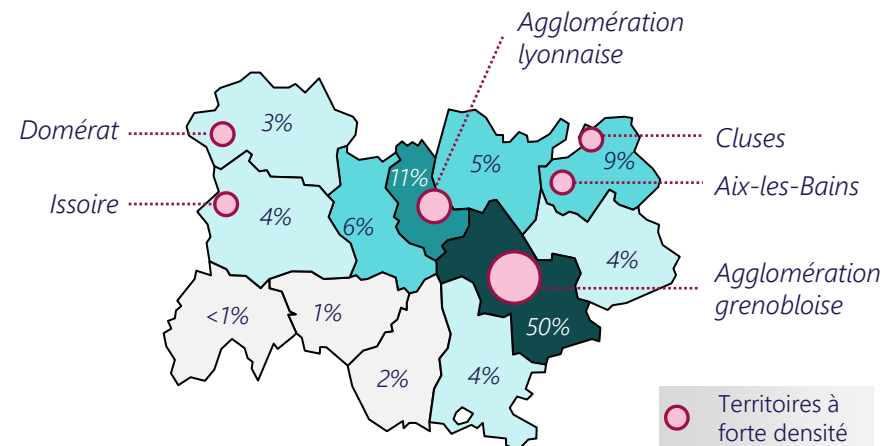 Agglomération
lyonnaise
Domérat
3%
Cluses
11%
5%
9%
Aix-les-Bains
Issoire
4%
6%
4%
Agglomération
grenobloise
<1%
1%
50%
2%
4%
Territoires à
forte densité